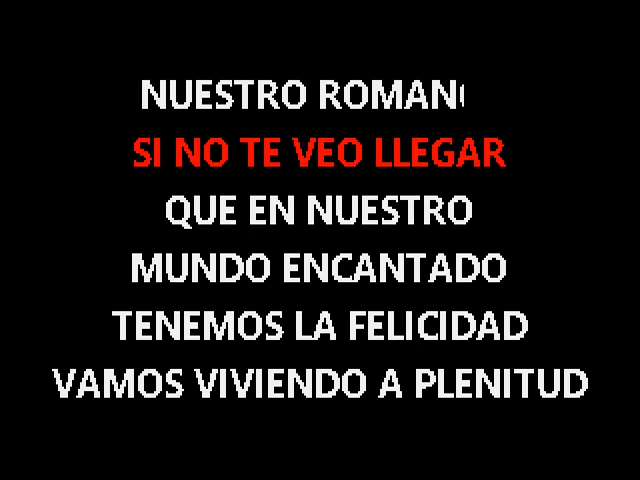 NUESTRO ROMAN
SI NO TE VEO LLEGAR
QUE EN NUESTRO
MUNDO ENCANTADO
TENEMOS LA FELICIDAD
VAMOS VIVIENDO A PLENITUD